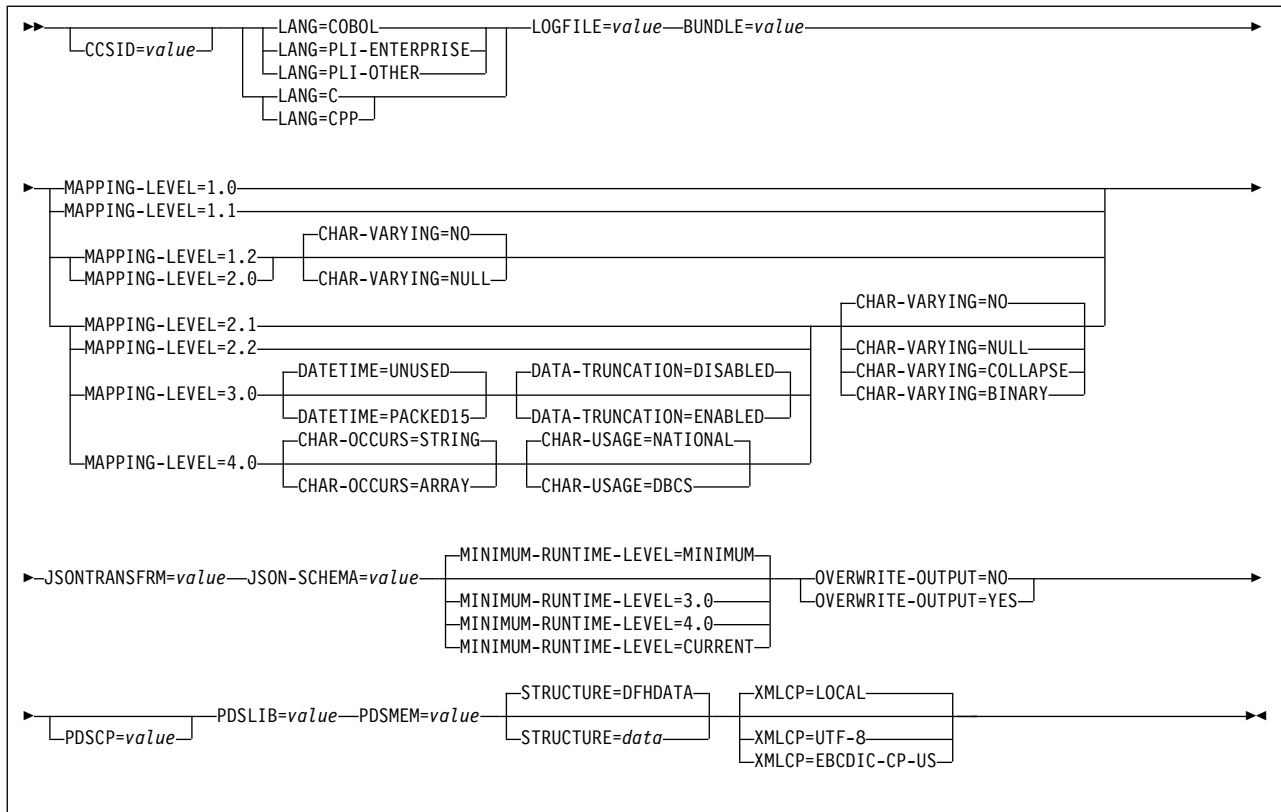 LANG=COBOL LOGFILE=value BUNDLE=value
CCSID=value LANG=PLI-ENTERPRISE
LANG=PLI-OTHER
LANG=C
LANG=CPP
MAPPING-LEVEL=1.0
MAPPING-LEVEL=1.1
CHAR-VARYING=NO
MAPPING-LEVEL=1.2
MAPPING-LEVEL=2.0 CHAR-VARYING=NULL
CHAR-VARYING=NO
MAPPING-LEVEL=2.1
MAPPING-LEVEL=2.2 CHAR-VARYING=NULL
DATETIME=UNUSED DATA-TRUNCATION=DISABLED CHAR-VARYING=COLLAPSE
MAPPING-LEVEL=3.0 CHAR-VARYING=BINARY
DATETIME=PACKED15 DATA-TRUNCATION=ENABLED
CHAR-OCCURS=STRING CHAR-USAGE=NATIONAL
MAPPING-LEVEL=4.0
CHAR-OCCURS=ARRAY CHAR-USAGE=DBCS
MINIMUM-RUNTIME-LEVEL=MINIMUM
JSONTRANSFRM=value JSON-SCHEMA=value OVERWRITE-OUTPUT=NO
MINIMUM-RUNTIME-LEVEL=3.0 OVERWRITE-OUTPUT=YES
MINIMUM-RUNTIME-LEVEL=4.0
MINIMUM-RUNTIME-LEVEL=CURRENT
STRUCTURE=DFHDATA XMLCP=LOCAL
PDSLIB=value PDSMEM=value
PDSCP=value STRUCTURE=data XMLCP=UTF-8
XMLCP=EBCDIC-CP-US